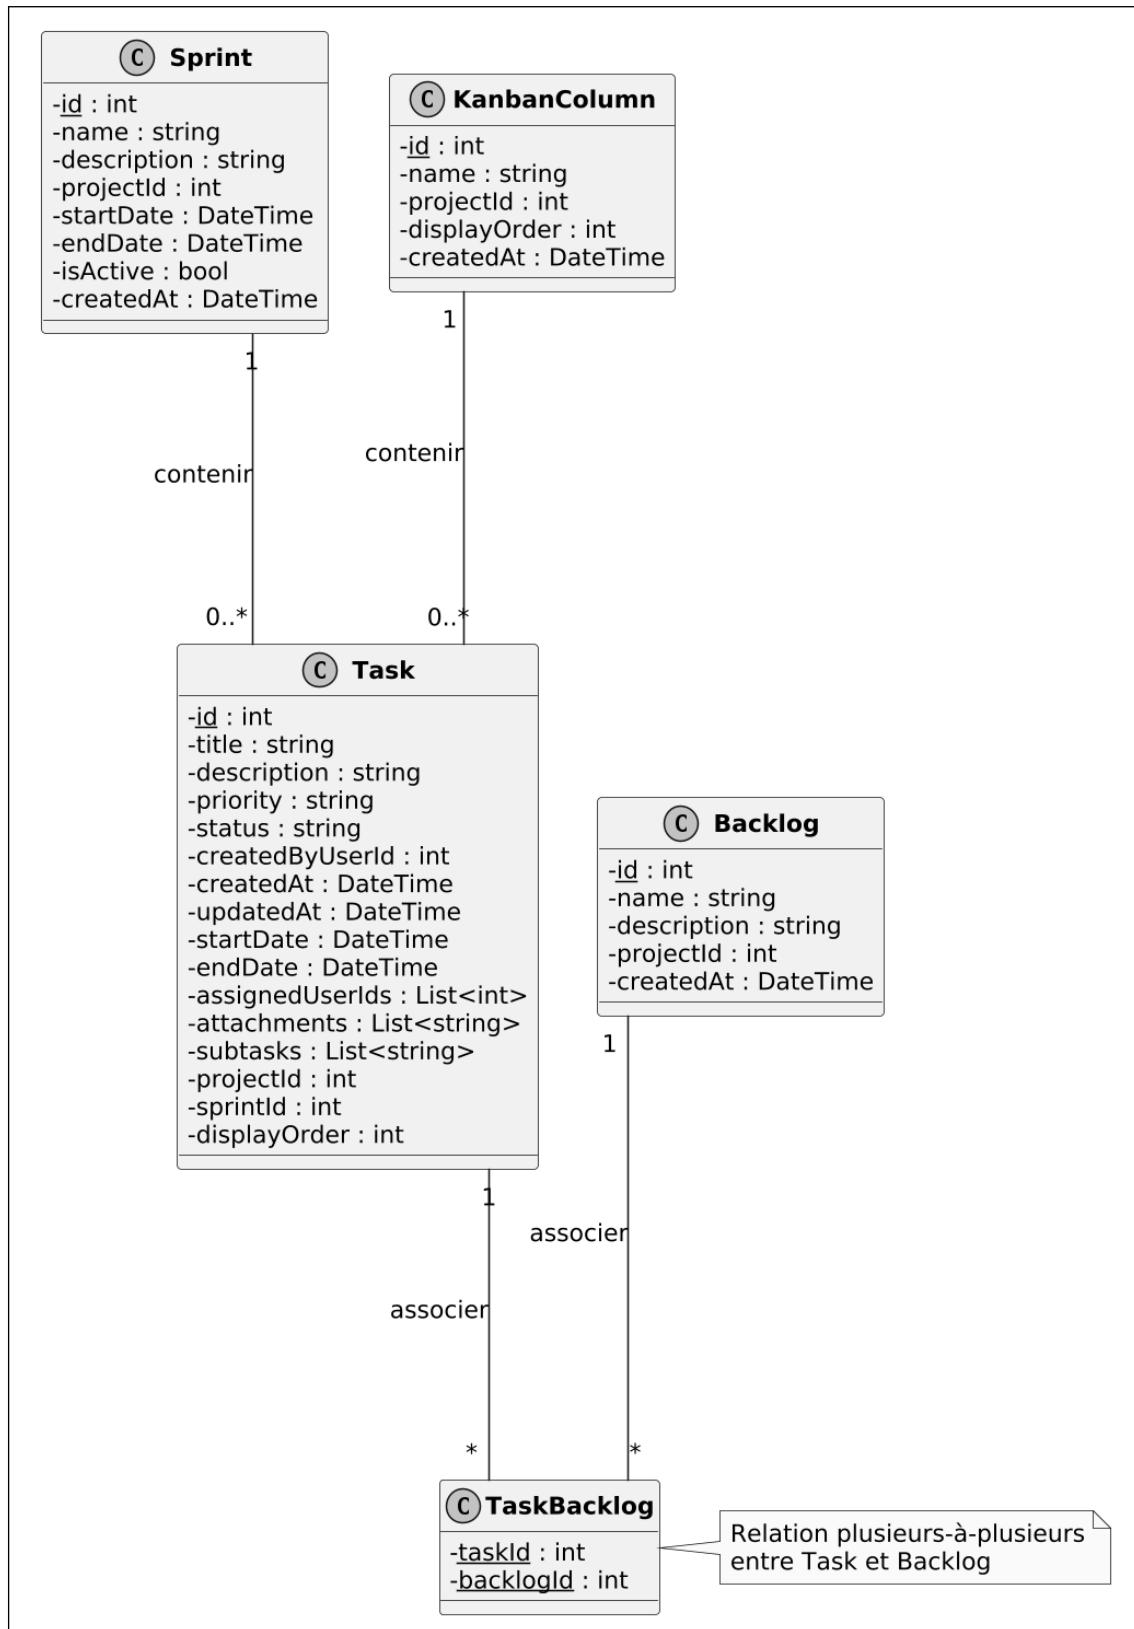 C Sprint
-id : int
-name : string
-description : string
-projectId : int
-startDate : DateTime
-endDate : DateTime
-isActive : bool
-createdAt : DateTime
C KanbanColumn
-id : int
-name : string
-projectId : int
-displayOrder : int
-createdAt : DateTime
1
1
contenir
contenir
0..*
0..*
C Task
-id : int
-title : string
-description : string
-priority : string
-status : string
-createdByUserId : int
-createdAt : DateTime
-updatedAt : DateTime
-startDate : DateTime
-endDate : DateTime
-assignedUserIds : List<int>
-attachments : List<string>
-subtasks : List<string>
-projectId : int
-sprintId : int
-displayOrder : int
C Backlog
-id : int
-name : string
-description : string
-projectId : int
-createdAt : DateTime
1
1
associer
associer
*
*
C TaskBacklog
-taskId : int
-backlogId : int
Relation plusieurs-à-plusieurs
entre Task et Backlog